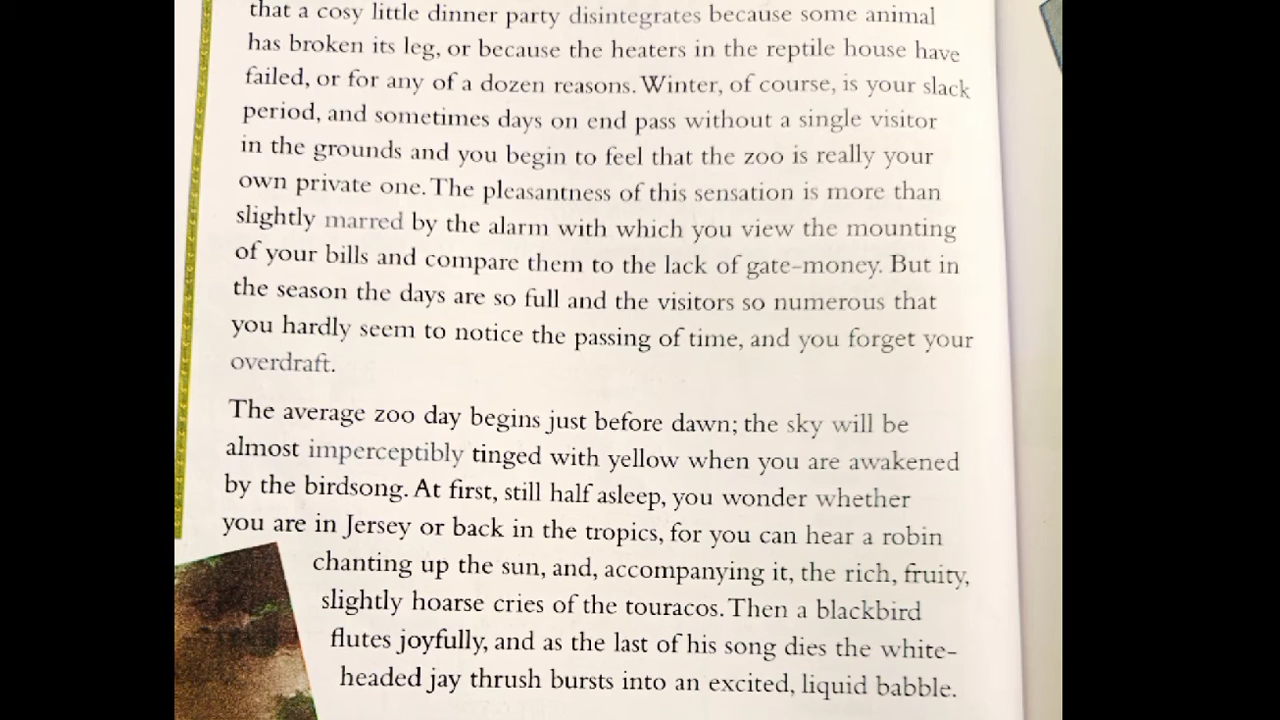 that a cosy little dinner party disintegrates because some animal
has broken its leg, or because the heaters in the reptile house have
failed, or for any of a dozen reasons. Winter, of course, is your slack
period, and sometimes days on end pass without a single visitor
in the grounds and you begin to feel that the zoo is really your
own private one. The pleasantness of this sensation is more than
slightly marred by the alarm with which you view the mounting
of your bills and compare them to the lack of gate-money. But in
the season the days are so full and the visitors so numerous that
you hardly seem to notice the passing of time, and you forget your
overdraft.
The average zoo day begins just before dawn; the sky will be
almost imperceptibly tinged with yellow when you are awakened
by the birdsong. At first, still half asleep, you wonder whether
you are in Jersey or back in the tropics, for you can hear a robin
chanting up the sun, and, accompanying it, the rich, fruity,
slightly hoarse cries of the touracos. Then a blackbird
flutes joyfully, and as the last of his song dies the white-
headed jay thrush bursts into an excited, liquid babble.